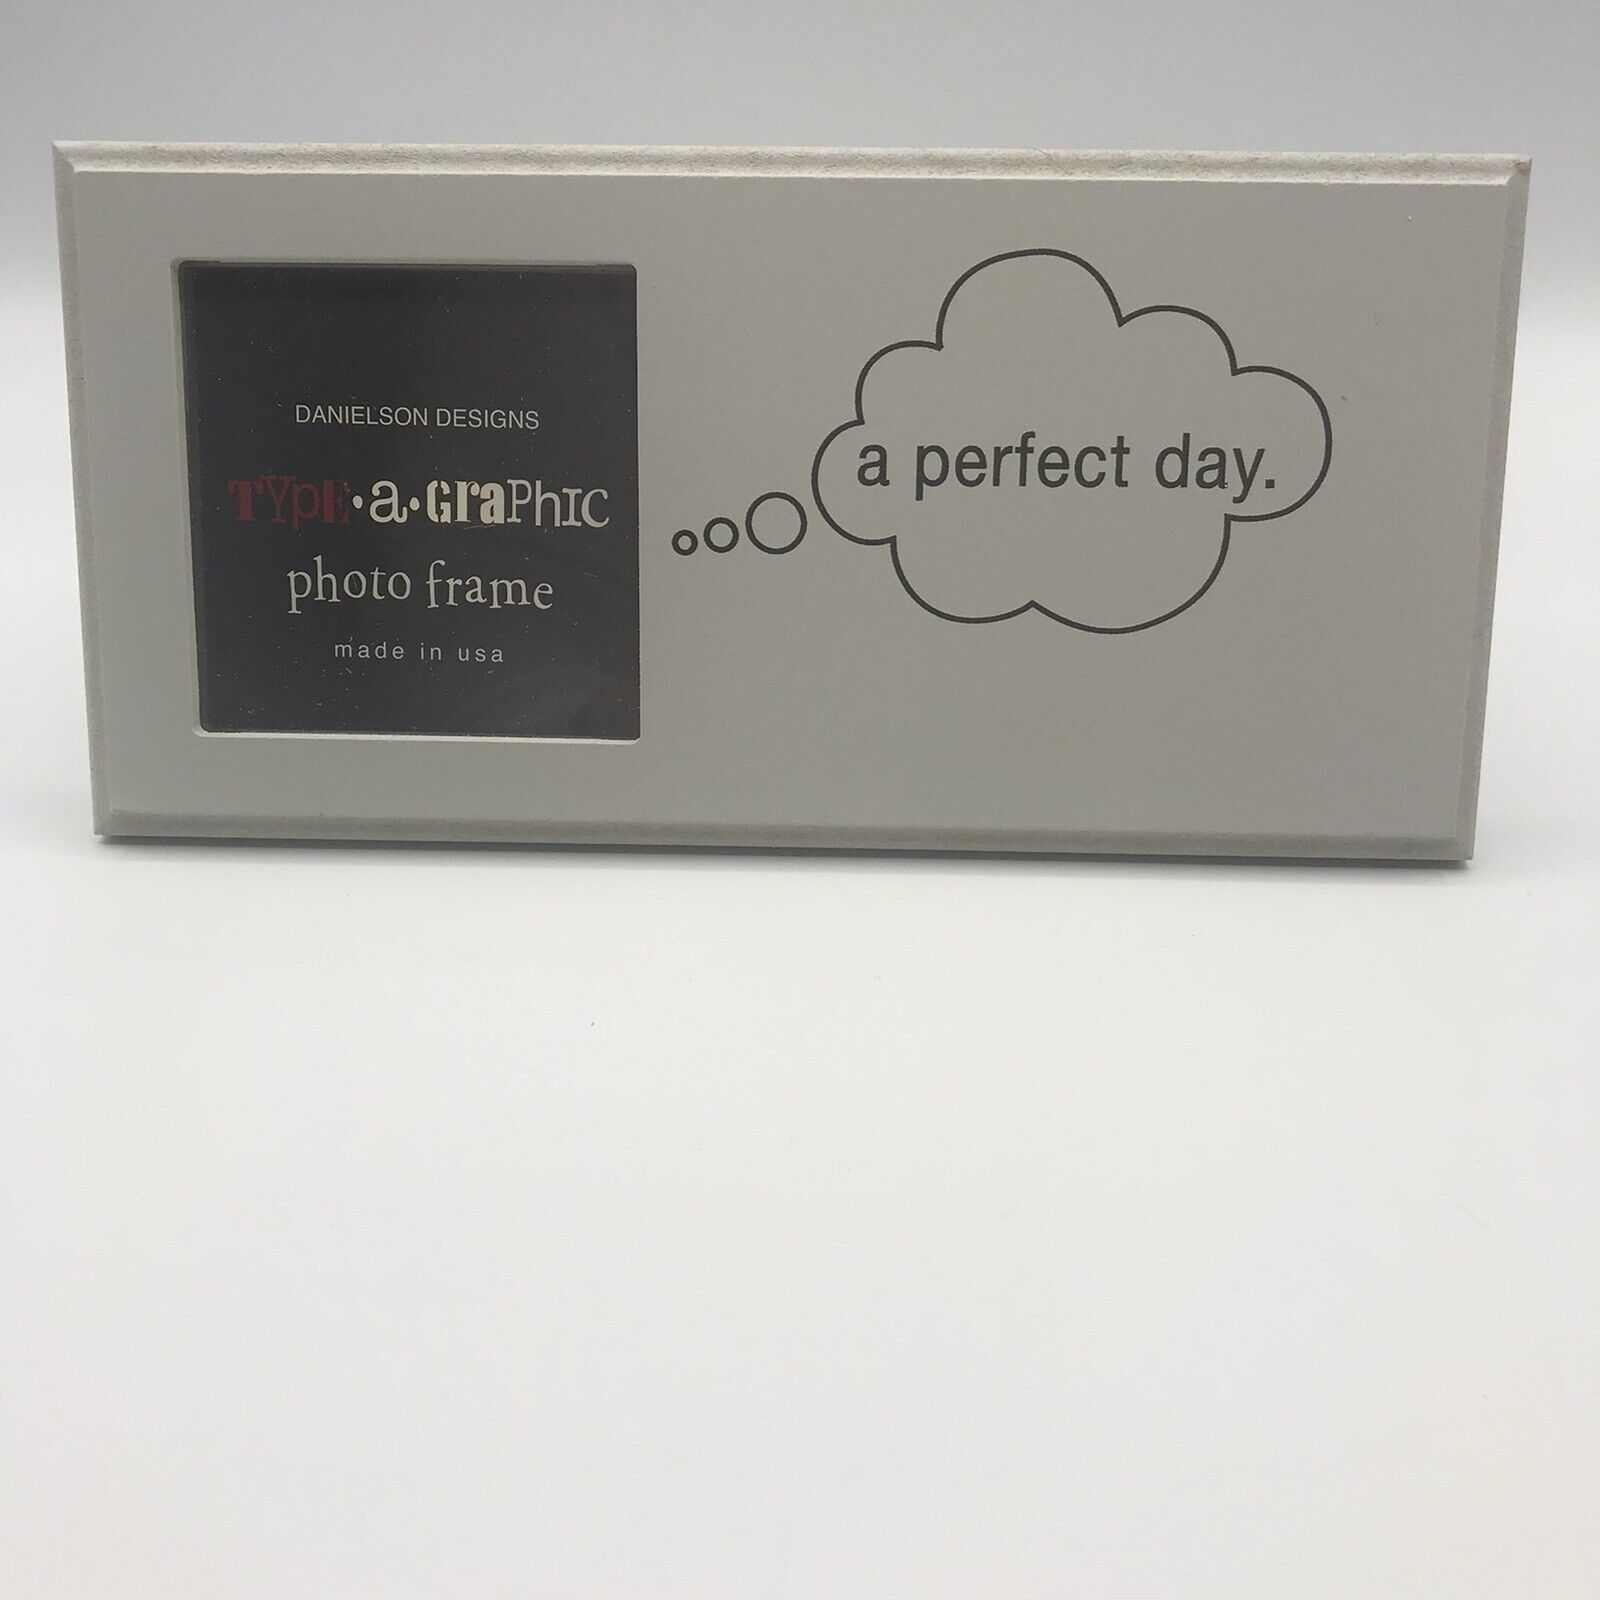 DANIELSON DESIGNS
TYPE•a•GraPhIC
photo frame
made in usa
a perfect day.